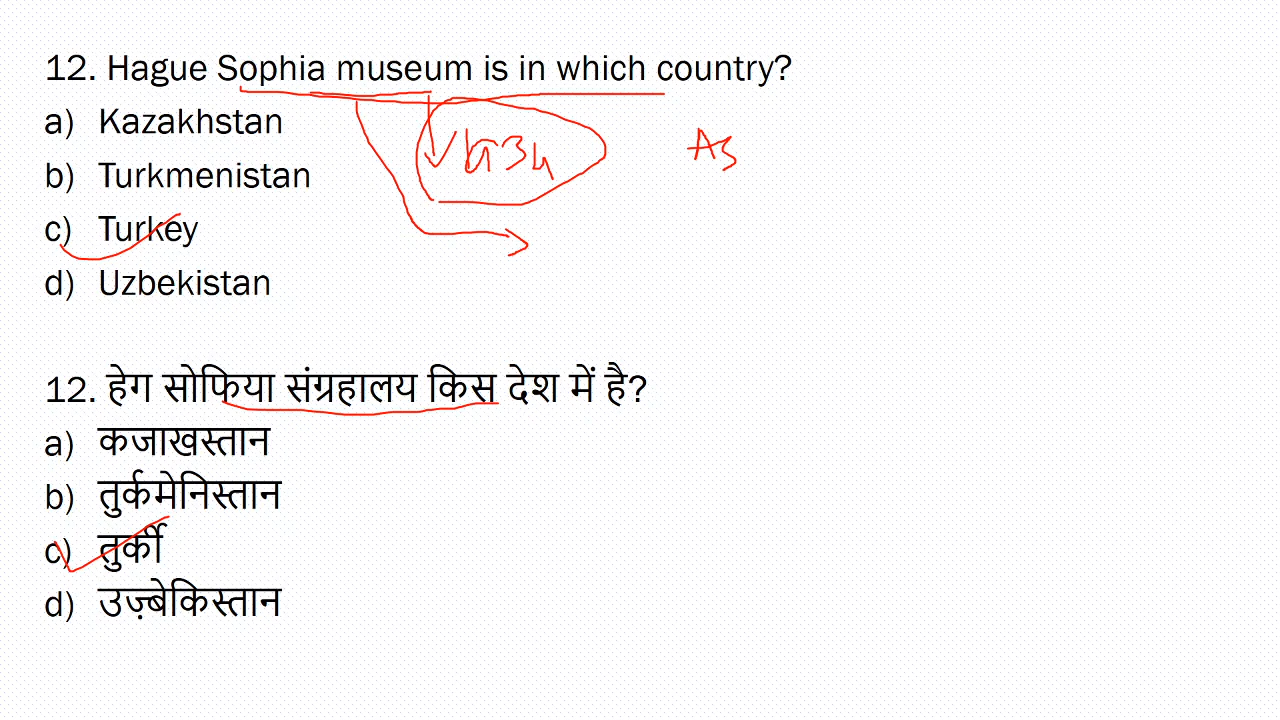 12. Hague Sophia museum is in which country?
a) Kazakhstan
b) Turkmenistan
c) Turkey
d) Uzbekistan
12. हेग सोफिया संग्रहालय किस देश में है?
a) कजाखस्तान
b) तुर्कमेनिस्तान
c) तुर्की
d) उज़्बेकिस्तान